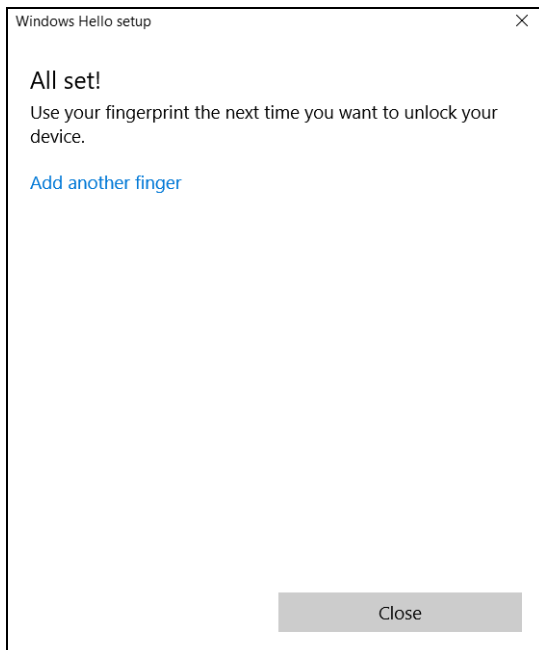 Windows Hello setup
All set!
Use your fingerprint the next time you want to unlock your
device.
Add another finger
Close